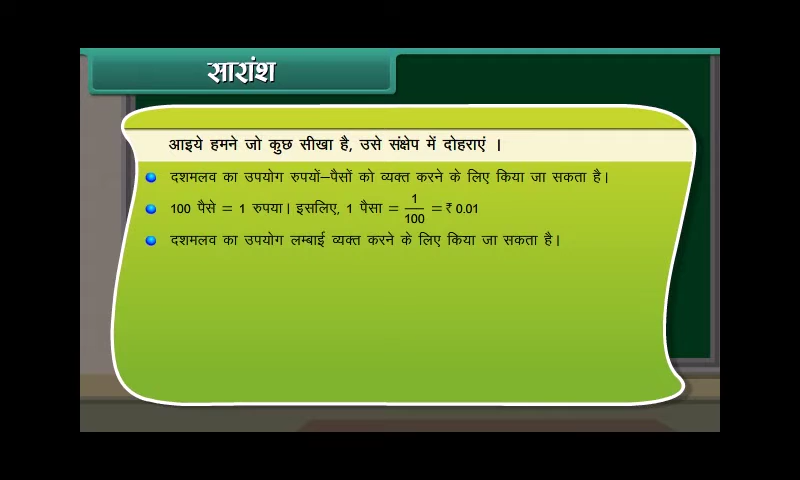 सारांश
आइये हमने जो कुछ सीखा है, उसे संक्षेप में दोहराएं ।
दशमलव का उपयोग रुपयों–पैसों को व्यक्त करने के लिए किया जा सकता है।
100 पैसे = 1 रुपया। इसलिए, 1 पैसा = 1/100 = ₹ 0.01
दशमलव का उपयोग लम्बाई व्यक्त करने के लिए किया जा सकता है।